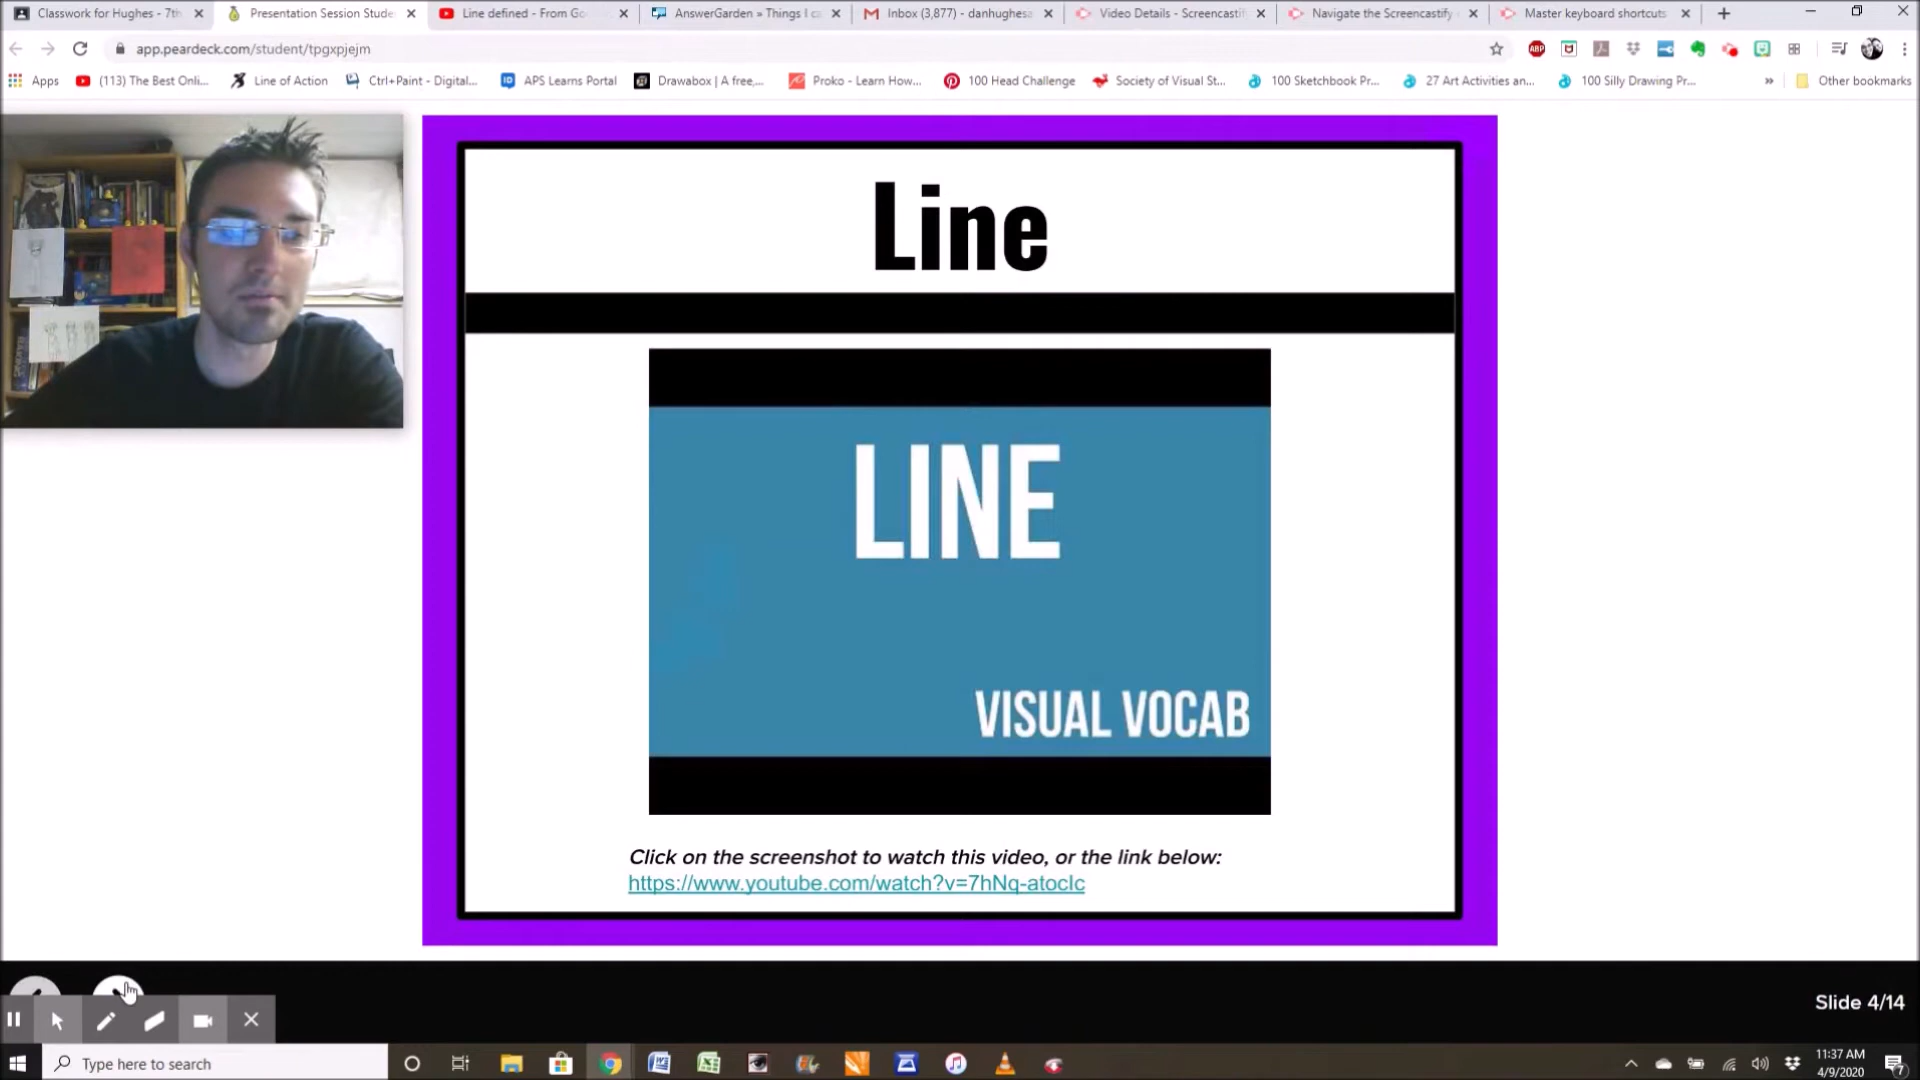 Classwork for Hughes - 7th
Presentation Session Stude
Line defined - From Go
AnswerGarden » Things I c
Inbox (3,877) - danhughesa
Video Details - Screencastif
Navigate the Screencastify
Master keyboard shortcuts
app.peardeck.com/student/tpgxpjejm
ABP
Apps
(113) The Best Onli...
Line of Action
Ctrl+Paint - Digital...
APS Learns Portal
Drawabox | A free,...
Proko - Learn How...
100 Head Challenge
Society of Visual St...
100 Sketchbook Pr...
27 Art Activities an...
100 Silly Drawing Pr...
»
Other bookmarks
Line
LINE
VISUAL VOCAB
Click on the screenshot to watch this video, or the link below:
https://www.youtube.com/watch?v=7hNq-atocIc
Slide 4/14
Type here to search
11:37 AM
4/9/2020
7